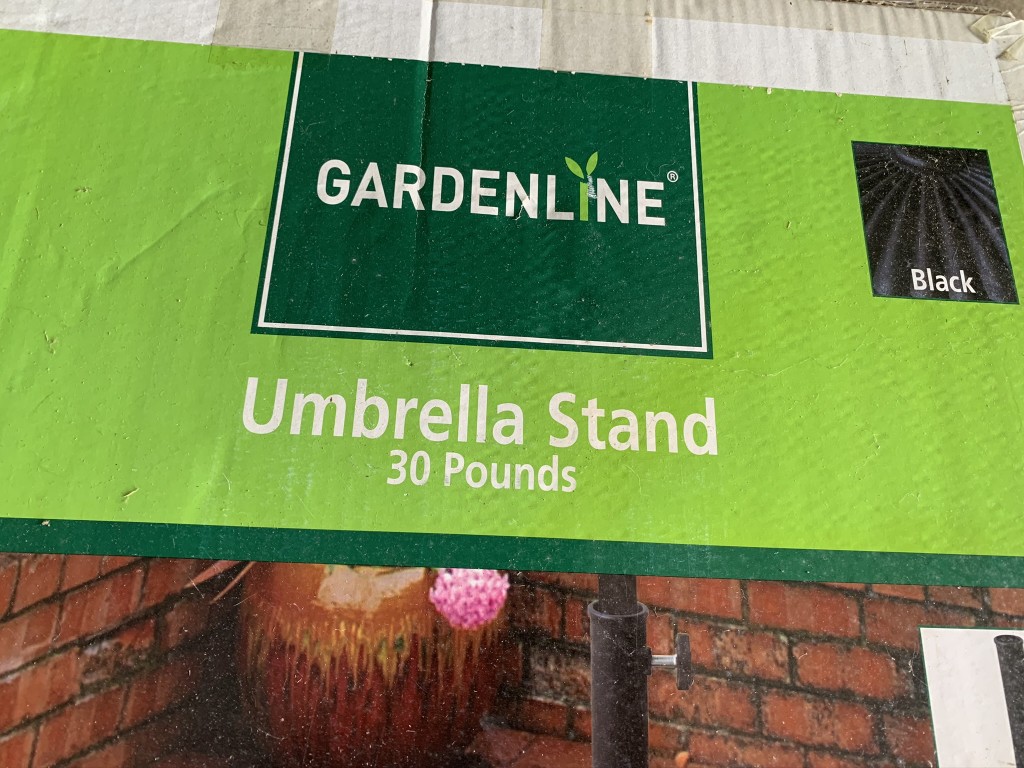 GARDENLINE®
Black
Umbrella Stand
30 Pounds